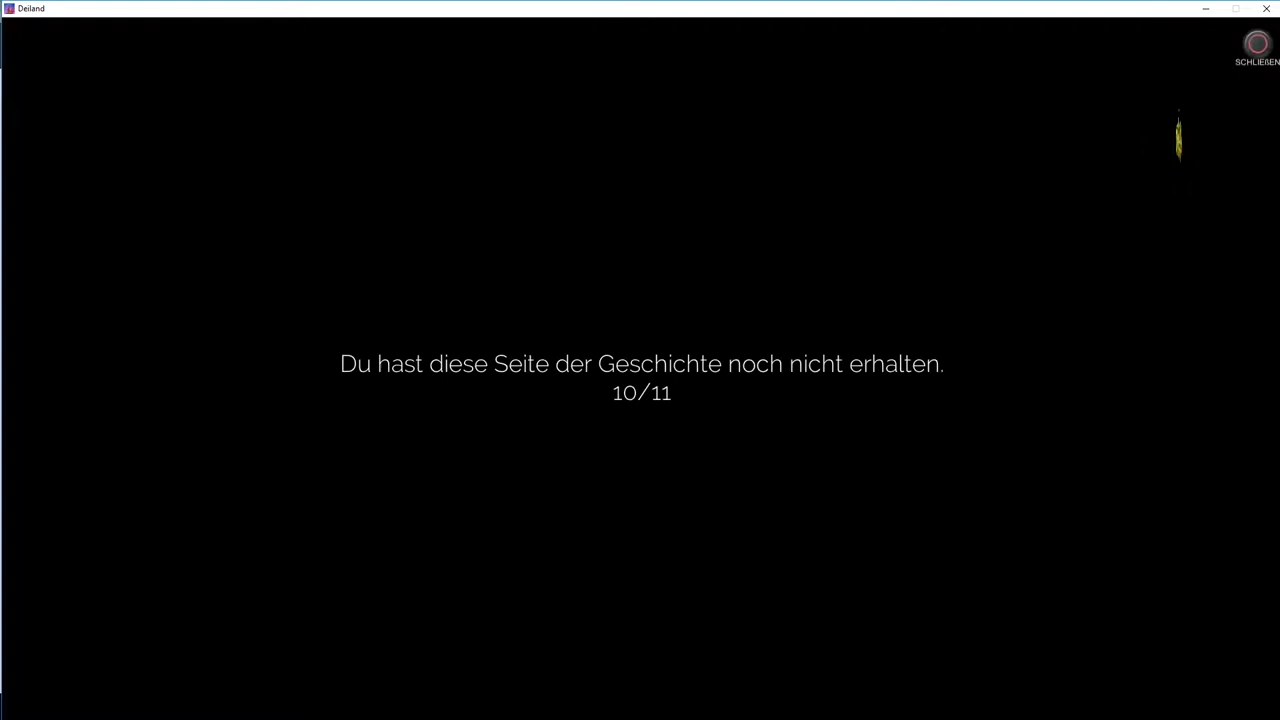 Deiland
SCHLIEßEN
Du hast diese Seite der Geschichte noch nicht erhalten.
10/11